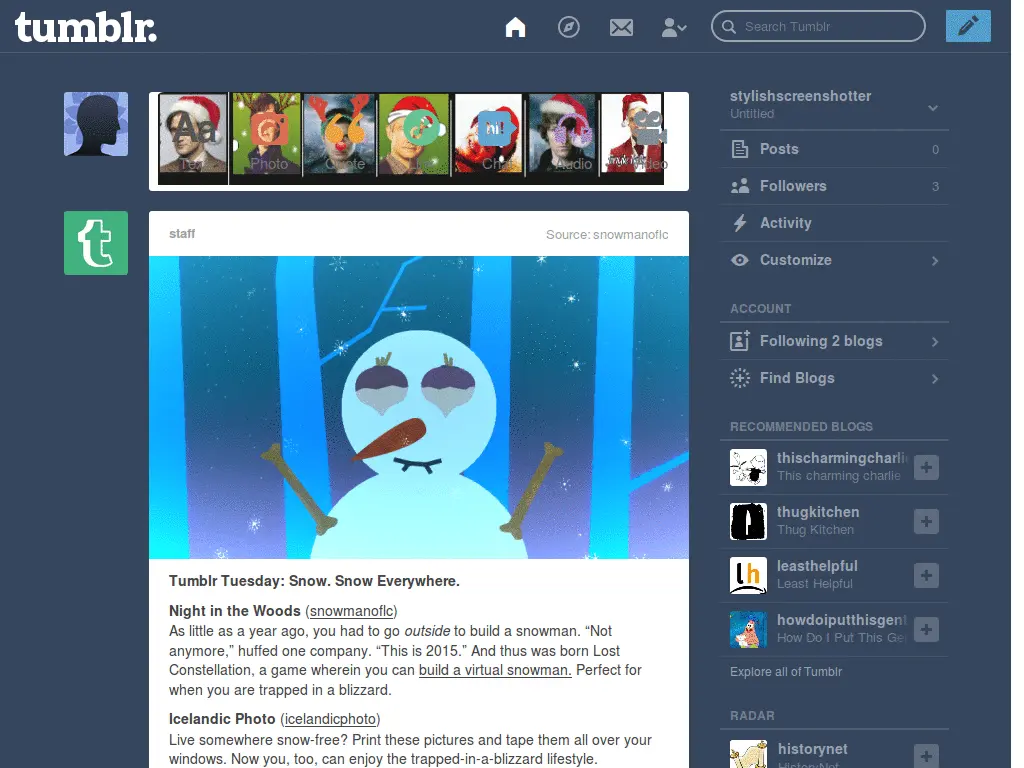 tumblr.
Search Tumblr
Aa
hi!
Text
Photo
Quote
Link
Chat
Audio
Video
staff
Source: snowmanoflc
Tumblr Tuesday: Snow. Snow Everywhere.
Night in the Woods (snowmanoflc)
As little as a year ago, you had to go outside to build a snowman. “Not
anymore,” huffed one company. “This is 2015.” And thus was born Lost
Constellation, a game wherein you can build a virtual snowman. Perfect for
when you are trapped in a blizzard.
Icelandic Photo (icelandicphoto)
Live somewhere snow-free? Print these pictures and tape them all over your
windows. Now you, too, can enjoy the trapped-in-a-blizzard lifestyle.
stylishscreenshotter
Untitled
Posts 0
Followers 3
Activity
Customize
ACCOUNT
Following 2 blogs
Find Blogs
RECOMMENDED BLOGS
thischarmingcharli
This charming charlie
thugkitchen
Thug Kitchen
leasthelpful
Least Helpful
howdoiputthisgent
How Do I Put This Ge
Explore all of Tumblr
RADAR
historynet
HistoryNet